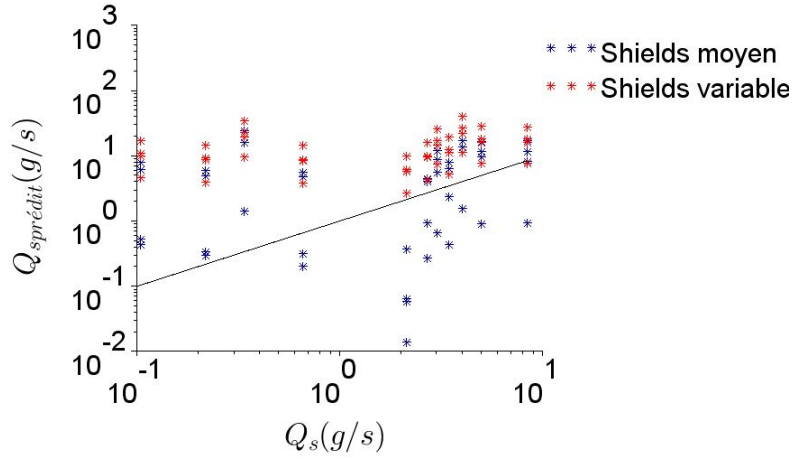 10^3
10^2
10^1
10^0
10^-1
10^-2
Q_sprédit(g/s)
10^-1
10^0
10^1
Q_s(g/s)
Shields moyen
Shields variable